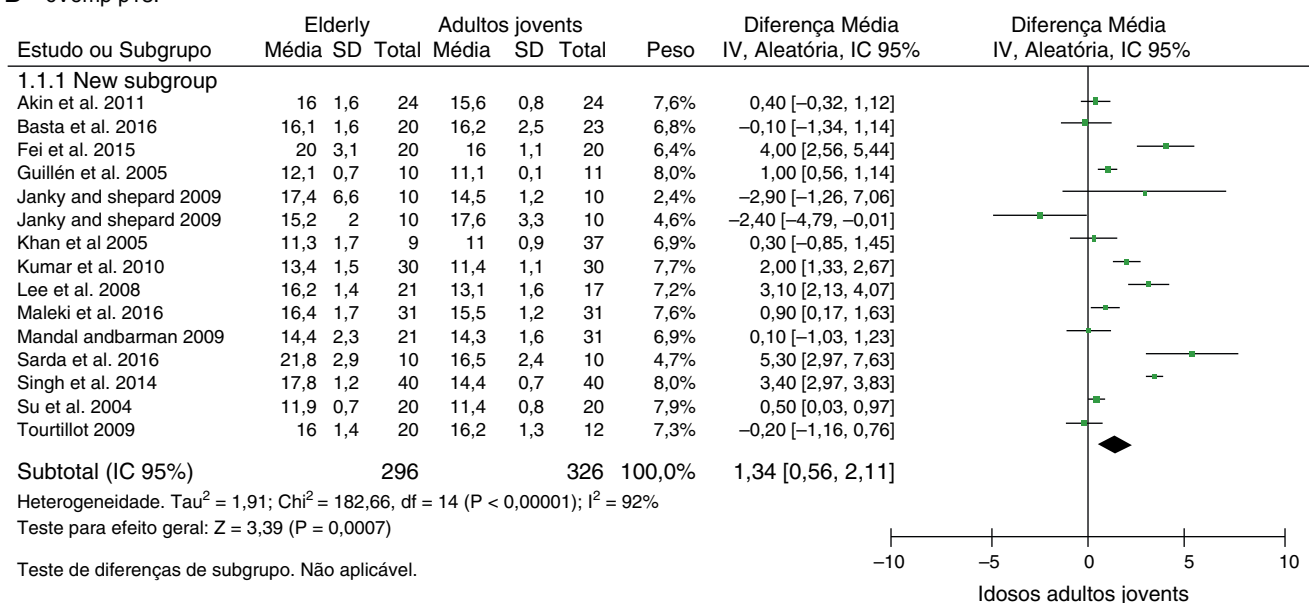 Elderly Adultos jovents Diferença Média Diferença Média
Estudo ou Subgrupo Média SD Total Média SD Total Peso IV, Aleatória, IC 95% IV, Aleatória, IC 95%
1.1.1 New subgroup
Akin et al. 2011 16 1,6 24 15,6 0,8 24 7,6% 0,40 [–0,32, 1,12]
Basta et al. 2016 16,1 1,6 20 16,2 2,5 23 6,8% –0,10 [–1,34, 1,14]
Fei et al. 2015 20 3,1 20 16 1,1 20 6,4% 4,00 [2,56, 5,44]
Guillén et al. 2005 12,1 0,7 10 11,1 0,1 11 8,0% 1,00 [0,56, 1,14]
Janky and shepard 2009 17,4 6,6 10 14,5 1,2 10 2,4% –2,90 [–1,26, 7,06]
Janky and shepard 2009 15,2 2 10 17,6 3,3 10 4,6% –2,40 [–4,79, –0,01]
Khan et al 2005 11,3 1,7 9 11 0,9 37 6,9% 0,30 [–0,85, 1,45]
Kumar et al. 2010 13,4 1,5 30 11,4 1,1 30 7,7% 2,00 [1,33, 2,67]
Lee et al. 2008 16,2 1,4 21 13,1 1,6 17 7,2% 3,10 [2,13, 4,07]
Maleki et al. 2016 16,4 1,7 31 15,5 1,2 31 7,6% 0,90 [0,17, 1,63]
Mandal andbarman 2009 14,4 2,3 21 14,3 1,6 31 6,9% 0,10 [–1,03, 1,23]
Sarda et al. 2016 21,8 2,9 10 16,5 2,4 10 4,7% 5,30 [2,97, 7,63]
Singh et al. 2014 17,8 1,2 40 14,4 0,7 40 8,0% 3,40 [2,97, 3,83]
Su et al. 2004 11,9 0,7 20 11,4 0,8 20 7,9% 0,50 [0,03, 0,97]
Tourtillot 2009 16 1,4 20 16,2 1,3 12 7,3% –0,20 [–1,16, 0,76]
Subtotal (IC 95%) 296 326 100,0% 1,34 [0,56, 2,11]
Heterogeneidade. Tau² = 1,91; Chi² = 182,66, df = 14 (P < 0,00001); I² = 92%
Teste para efeito geral: Z = 3,39 (P = 0,0007)
Teste de diferenças de subgrupo. Não aplicável.
–10 –5 0 5 10
Idosos adultos jovents